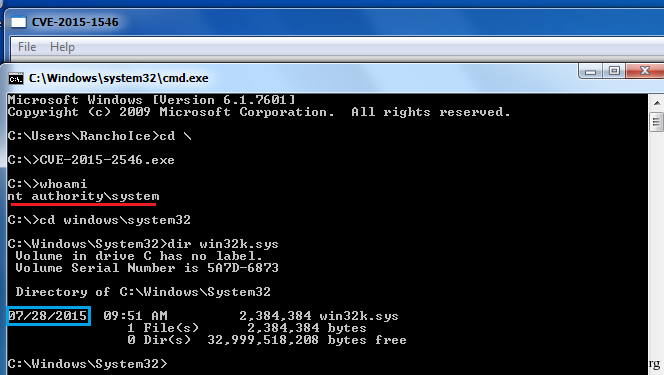 CVE-2015-1546
File Help
C:\Windows\system32\cmd.exe
Microsoft Windows [Version 6.1.7601]
Copyright (c) 2009 Microsoft Corporation. All rights reserved.
C:\Users\RanchoIce>cd \
C:\>CVE-2015-2546.exe
C:\>whoami
nt authority\system
C:\>cd windows\system32
C:\Windows\System32>dir win32k.sys
Volume in drive C has no label.
Volume Serial Number is 5A7D-6873
Directory of C:\Windows\System32
07/28/2015 09:51 AM 2,384,384 win32k.sys
1 File(s) 2,384,384 bytes
0 Dir(s) 32,999,518,208 bytes free
C:\Windows\System32>
rg